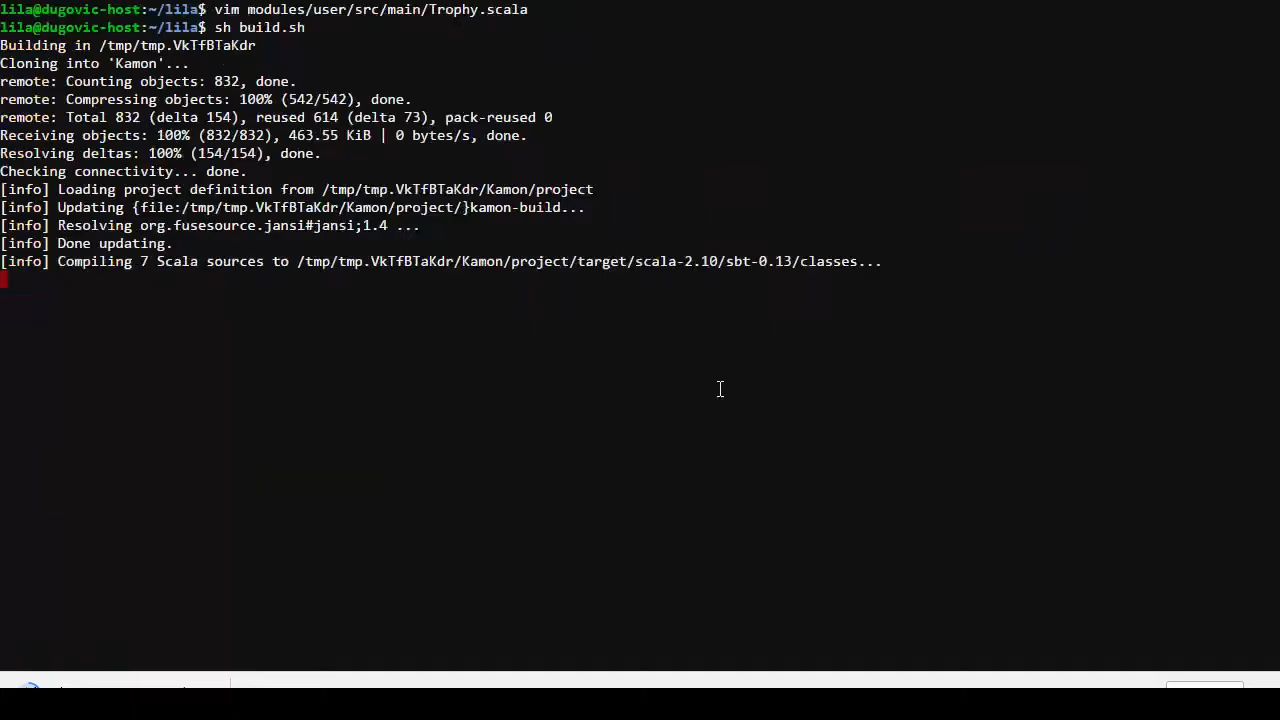 lila@dugovic-host:~/lila$ vim modules/user/src/main/Trophy.scala
lila@dugovic-host:~/lila$ sh build.sh
Building in /tmp/tmp.VkTfBTaKdr
Cloning into 'Kamon'...
remote: Counting objects: 832, done.
remote: Compressing objects: 100% (542/542), done.
remote: Total 832 (delta 154), reused 614 (delta 73), pack-reused 0
Receiving objects: 100% (832/832), 463.55 KiB | 0 bytes/s, done.
Resolving deltas: 100% (154/154), done.
Checking connectivity... done.
[info] Loading project definition from /tmp/tmp.VkTfBTaKdr/Kamon/project
[info] Updating {file:/tmp/tmp.VkTfBTaKdr/Kamon/project/}kamon-build...
[info] Resolving org.fusesource.jansi#jansi;1.4 ...
[info] Done updating.
[info] Compiling 7 Scala sources to /tmp/tmp.VkTfBTaKdr/Kamon/project/target/scala-2.10/sbt-0.13/classes...